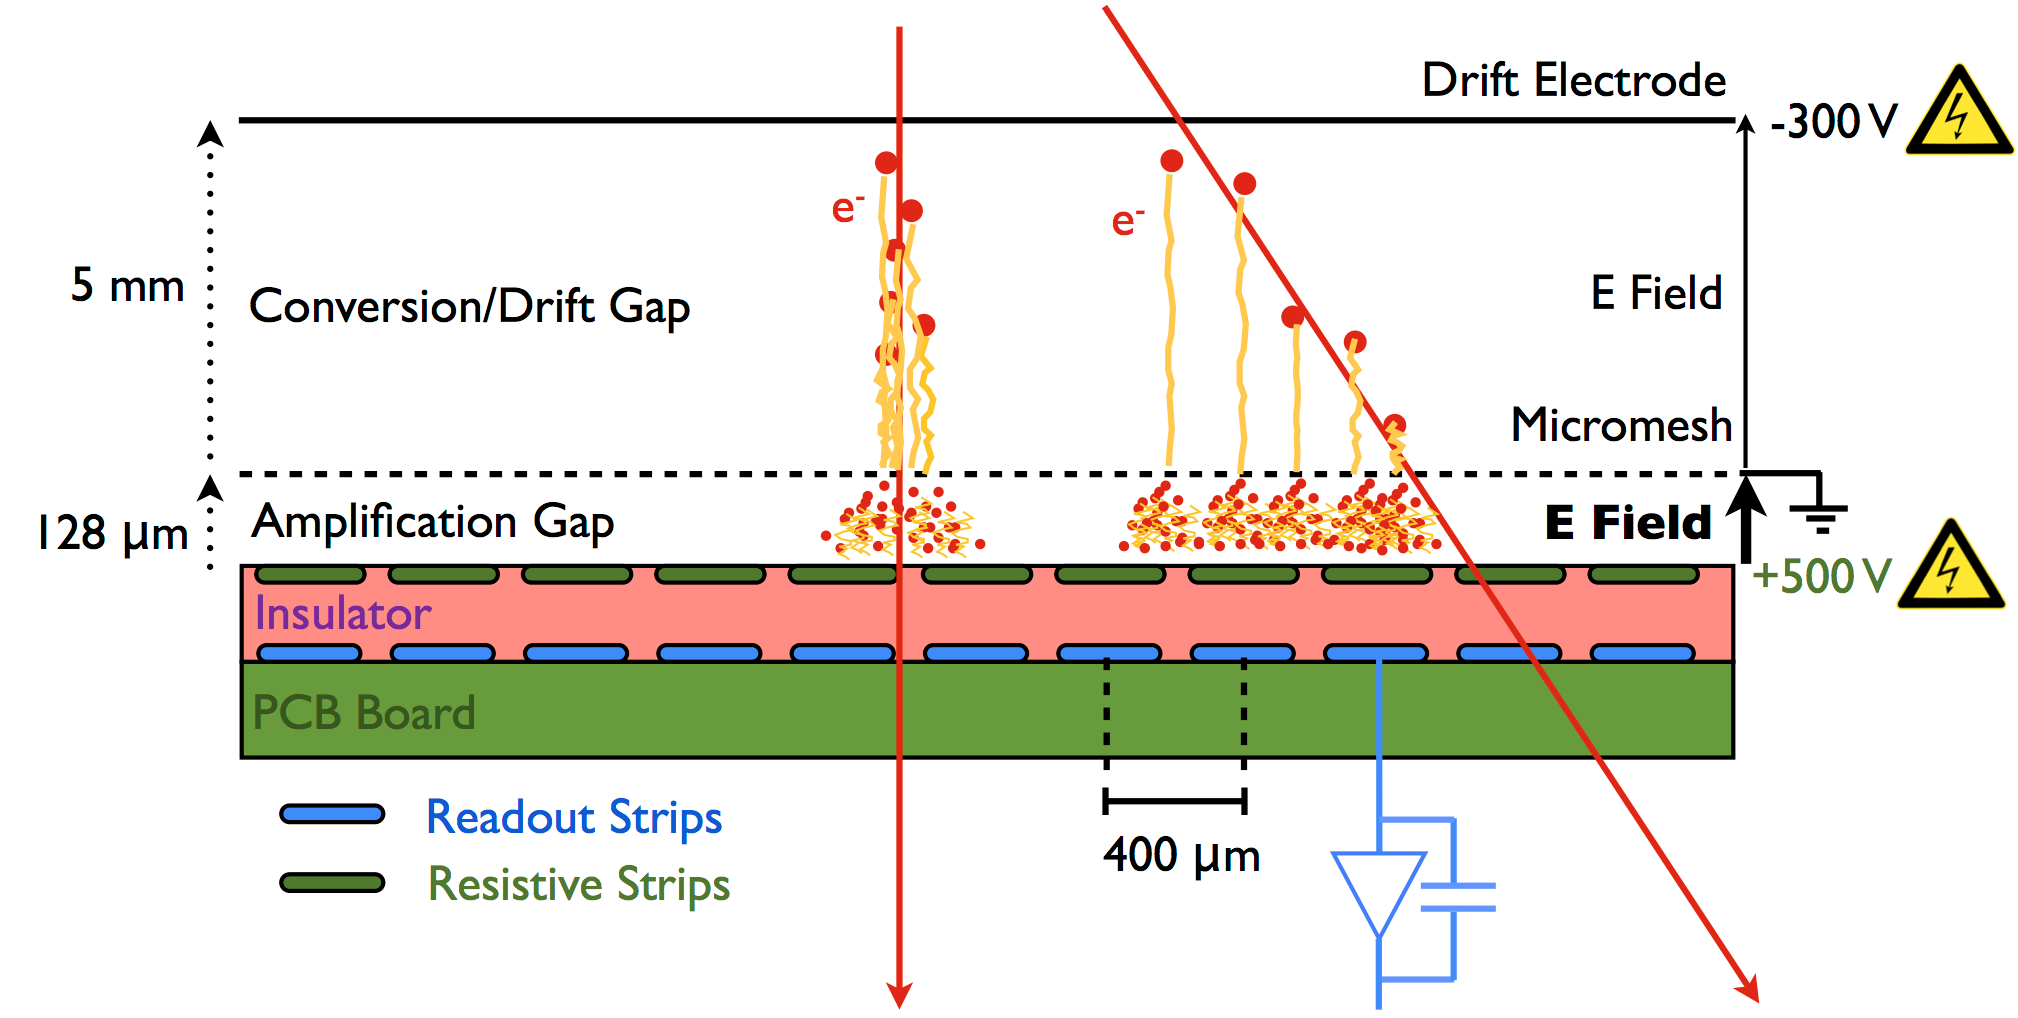 Drift Electrode
-300 V
e-
e-
5 mm
Conversion/Drift Gap
E Field
Micromesh
128 µm
Amplification Gap
E Field
+500 V
Insulator
PCB Board
Readout Strips
400 µm
Resistive Strips